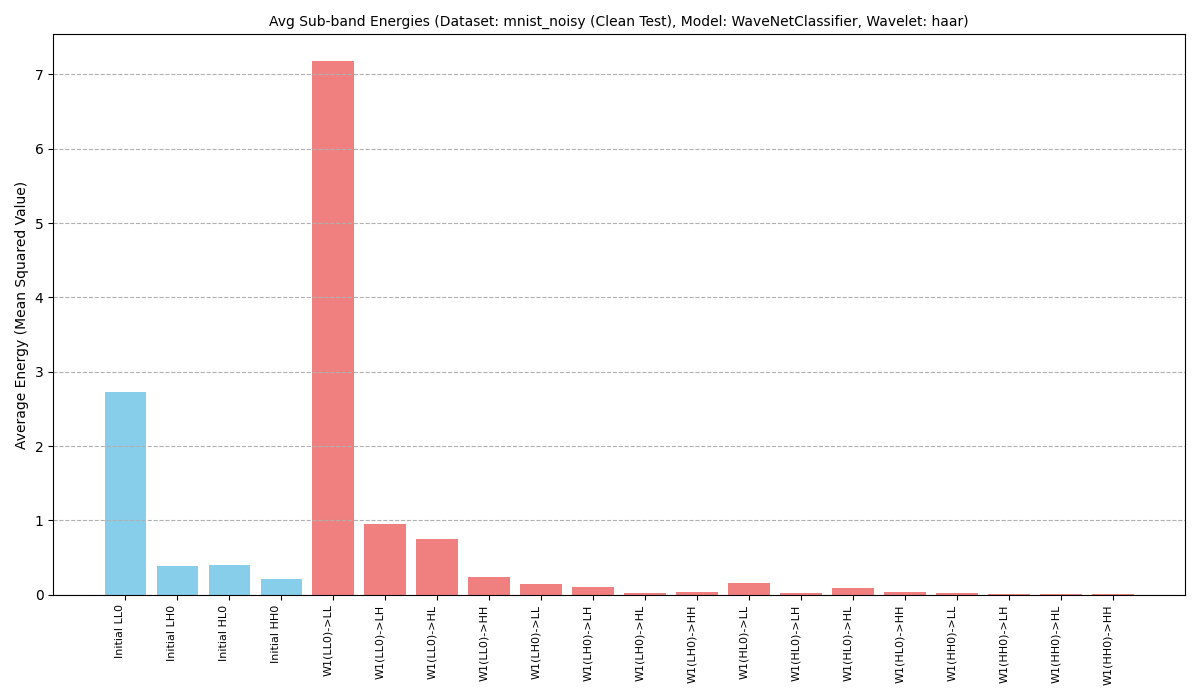 Avg Sub-band Energies (Dataset: mnist_noisy (Clean Test), Model: WaveNetClassifier, Wavelet: haar)
Average Energy (Mean Squared Value)
7
6
5
4
3
2
1
0
Initial LL0
Initial LH0
Initial HL0
Initial HH0
W1(LL0)->LL
W1(LL0)->LH
W1(LL0)->HL
W1(LL0)->HH
W1(LH0)->LL
W1(LH0)->LH
W1(LH0)->HL
W1(LH0)->HH
W1(HL0)->LL
W1(HL0)->LH
W1(HL0)->HL
W1(HL0)->HH
W1(HH0)->LL
W1(HH0)->LH
W1(HH0)->HL
W1(HH0)->HH